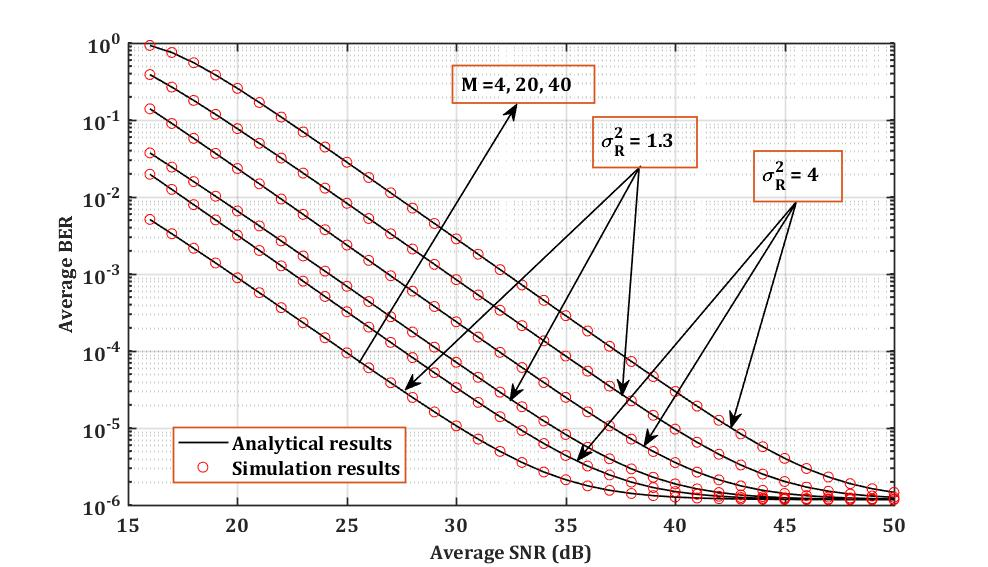 10^0
10^-1
10^-2
10^-3
10^-4
10^-5
10^-6
Average BER
M =4, 20, 40
σ_R^2 = 1.3
σ_R^2 = 4
Analytical results
Simulation results
15 20 25 30 35 40 45 50
Average SNR (dB)